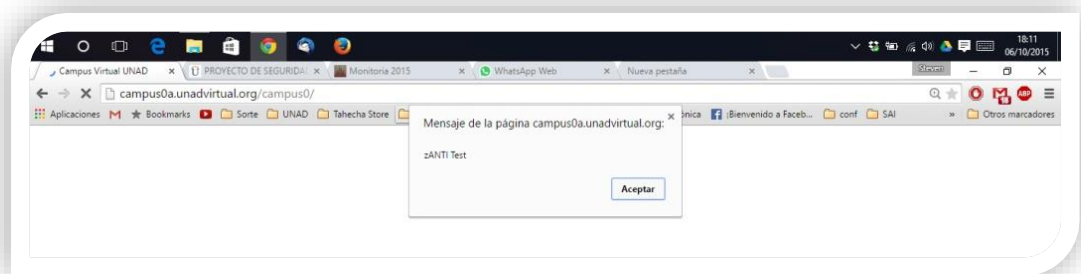 18:11
06/10/2015
Campus Virtual UNAD
PROYECTO DE SEGURIDA
Monitoria 2015
WhatsApp Web
Nueva pestaña
Steven
campus0a.unadvirtual.org/campus0/
Aplicaciones
Bookmarks
Sorte
UNAD
Tahecha Store
ónica
¡Bienvenido a Faceb...
conf
SAI
»
Otros marcadores
Mensaje de la página campus0a.unadvirtual.org:
zANTI Test
Aceptar